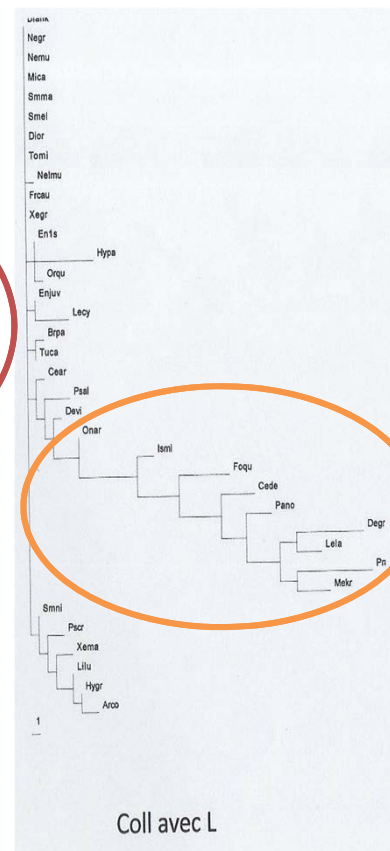 Negr
Nemu
Mica
Smma
Smel
Dior
Tomi
Nelmu
Frcau
Xegr
En1s
Hypa
Orqu
Enjuv
Lecy
Brpa
Tuca
Cear
Psal
Devi
Onar
Ismi
Foqu
Cede
Pano
Degr
Lela
Mekr
Smni
Pscr
Xema
Lilu
Hygr
Arco
1
Coll avec L